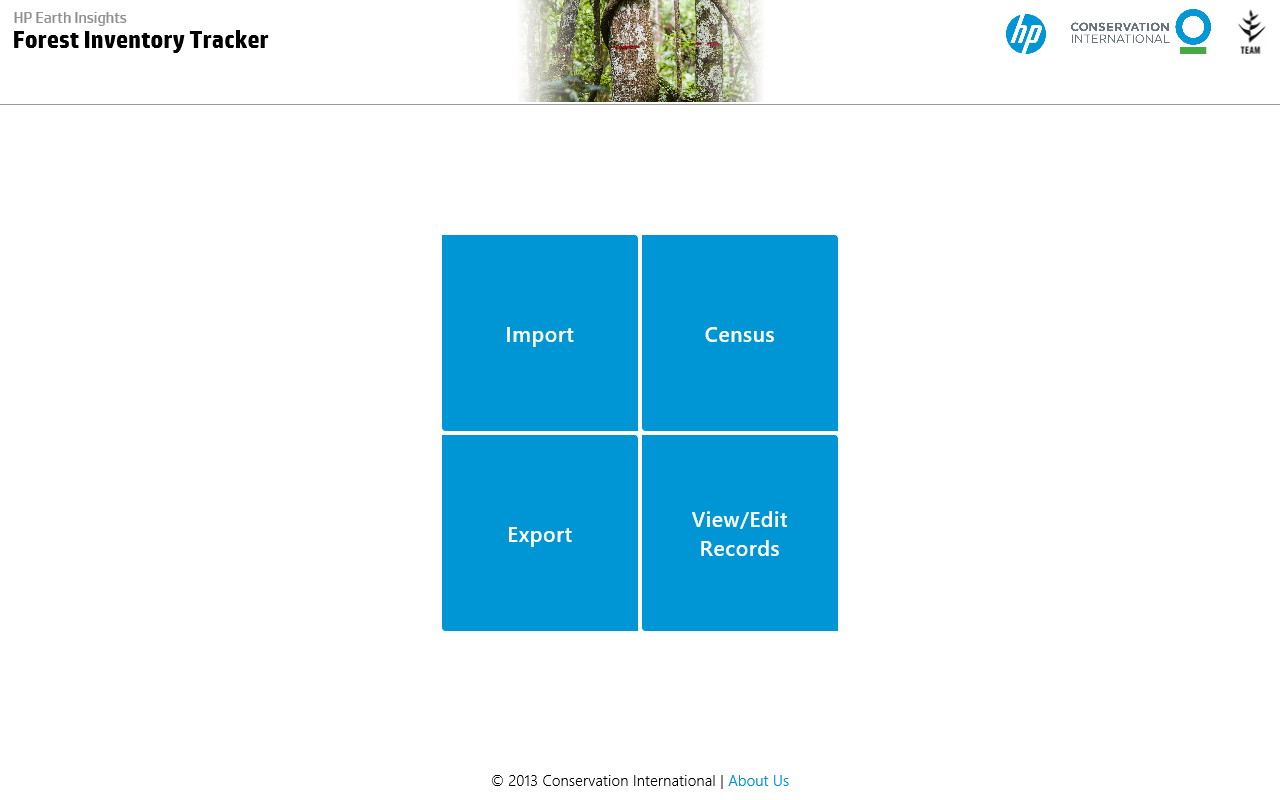 HP Earth Insights
Forest Inventory Tracker
hp
CONSERVATION
INTERNATIONAL
TEAM
Import
Census
Export
View/Edit
Records
© 2013 Conservation International | About Us